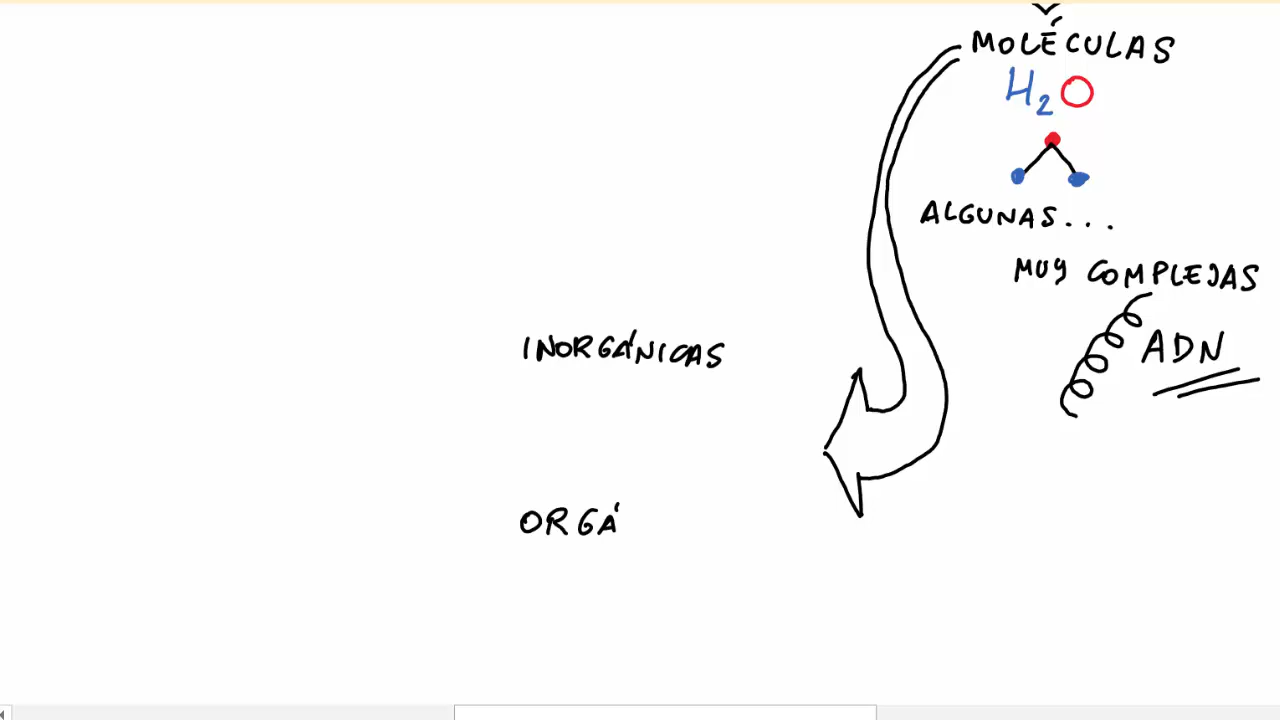 MOLÉCULAS
H2O
ALGUNAS...
MUY COMPLEJAS
ADN
INORGÁNICAS
ORGÁ